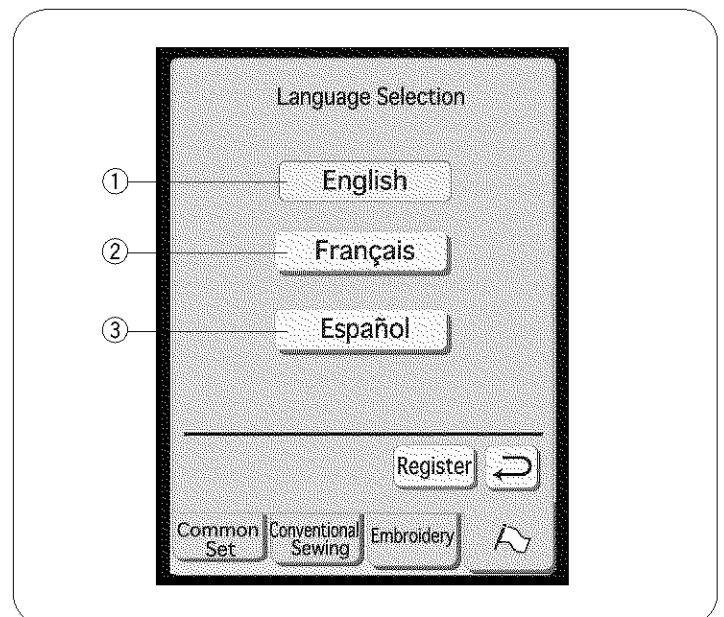 Language Selection
① English
② Français
③ Español
Register
Common Set
Conventional Sewing
Embroidery